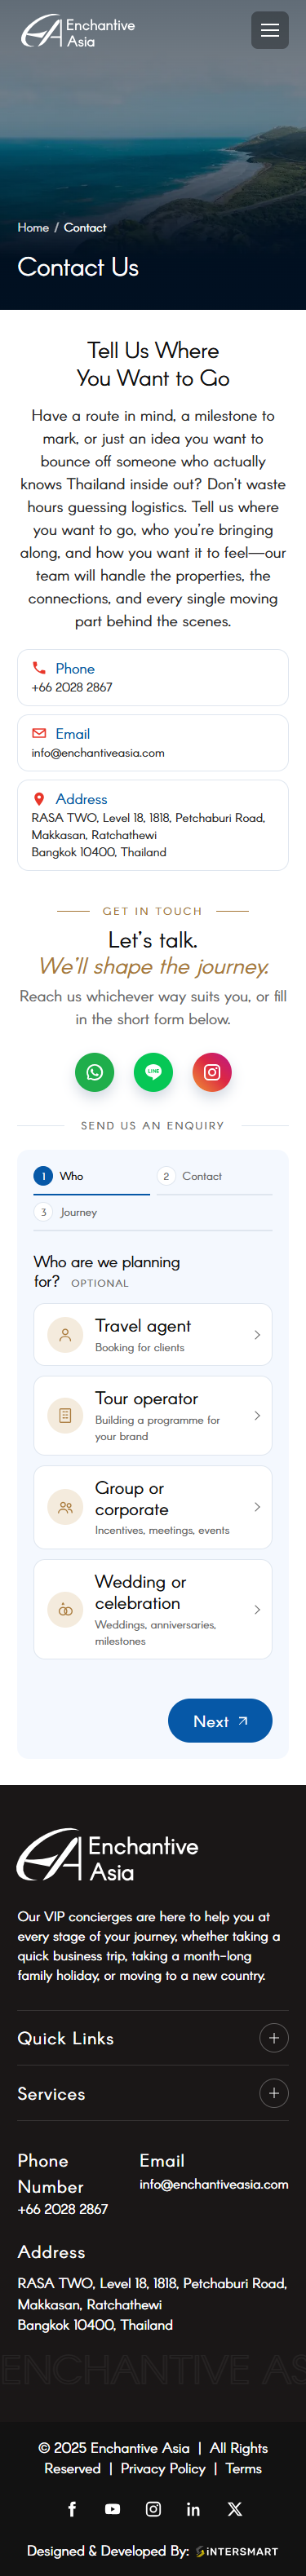 Enchantive
Asia
Home / Contact
Contact Us
Tell Us Where
You Want to Go
Have a route in mind, a milestone to
mark, or just an idea you want to
bounce off someone who actually
knows Thailand inside out? Don't waste
hours guessing logistics. Tell us where
you want to go, who you're bringing
along, and how you want it to feel—our
team will handle the properties, the
connections, and every single moving
part behind the scenes.
Phone
+66 2028 2867
Email
info@enchantiveasia.com
Address
RASA TWO, Level 18, 1818, Petchaburi Road,
Makkasan, Ratchathewi
Bangkok 10400, Thailand
GET IN TOUCH
Let's talk.
We'll shape the journey.
Reach us whichever way suits you, or fill
in the short form below.
LINE
SEND US AN ENQUIRY
1 Who
2 Contact
3 Journey
Who are we planning
for? OPTIONAL
Travel agent
Booking for clients
Tour operator
Building a programme for
your brand
Group or
corporate
Incentives, meetings, events
Wedding or
celebration
Weddings, anniversaries,
milestones
Next
Enchantive
Asia
Our VIP concierges are here to help you at
every stage of your journey, whether taking a
quick business trip, taking a month-long
family holiday, or moving to a new country.
Quick Links
Services
Phone
Number
+66 2028 2867
Email
info@enchantiveasia.com
Address
RASA TWO, Level 18, 1818, Petchaburi Road,
Makkasan, Ratchathewi
Bangkok 10400, Thailand
ENCHANTIVE AS
© 2025 Enchantive Asia | All Rights
Reserved | Privacy Policy | Terms
Designed & Developed By: INTERSMART